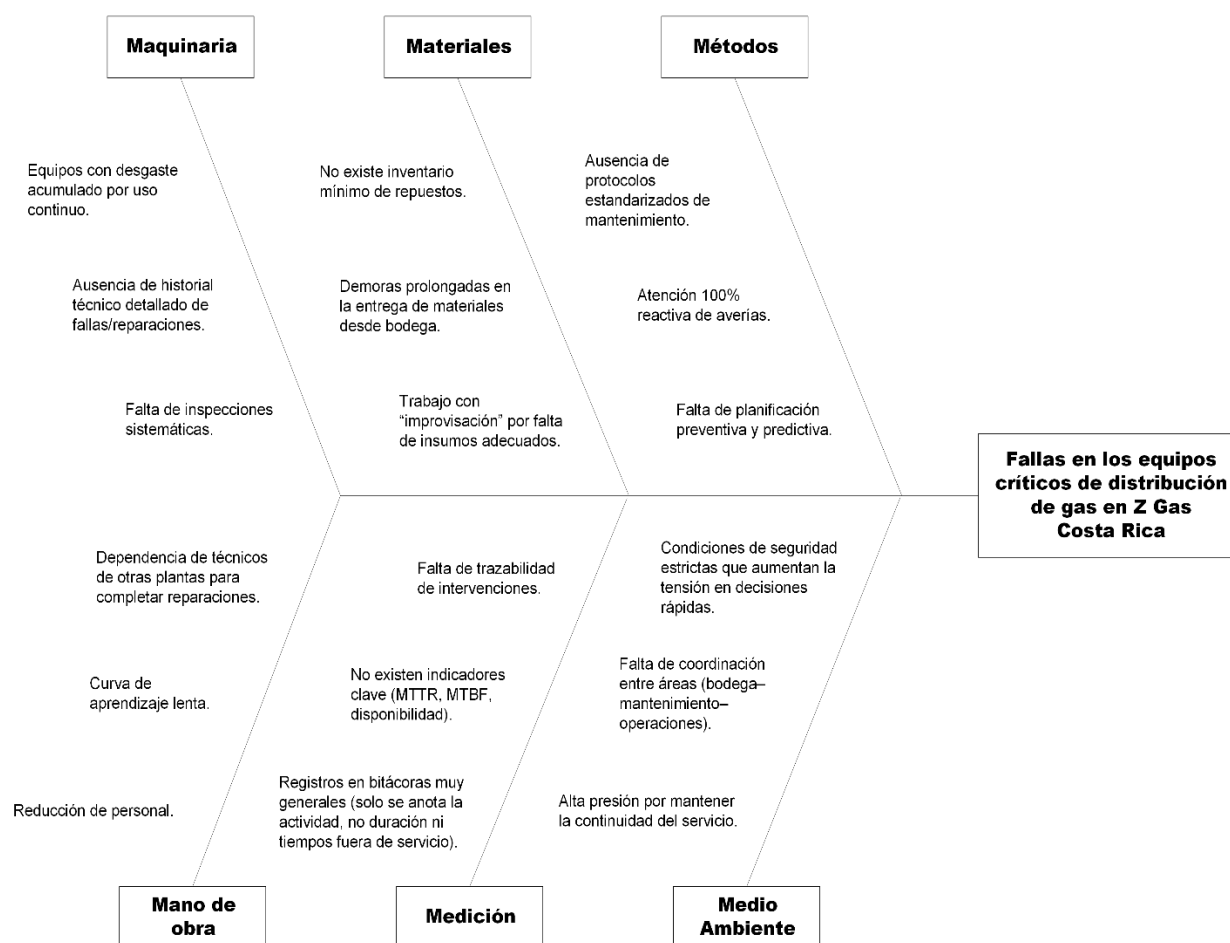 Maquinaria
Materiales
Métodos
Equipos con desgaste
acumulado por uso
continuo.
No existe inventario
mínimo de repuestos.
Ausencia de
protocolos
estandarizados de
mantenimiento.
Ausencia de historial
técnico detallado de
fallas/reparaciones.
Demoras prolongadas en
la entrega de materiales
desde bodega.
Atención 100%
reactiva de averías.
Falta de inspecciones
sistemáticas.
Trabajo con
“improvisación” por falta
de insumos adecuados.
Falta de planificación
preventiva y predictiva.
Fallas en los equipos
críticos de distribución
de gas en Z Gas
Costa Rica
Dependencia de técnicos
de otras plantas para
completar reparaciones.
Falta de trazabilidad
de intervenciones.
Condiciones de seguridad
estrictas que aumentan la
tensión en decisiones
rápidas.
Curva de
aprendizaje lenta.
No existen indicadores
clave (MTTR, MTBF,
disponibilidad).
Falta de coordinación
entre áreas (bodega–
mantenimiento–
operaciones).
Reducción de personal.
Registros en bitácoras muy
generales (solo se anota la
actividad, no duración ni
tiempos fuera de servicio).
Alta presión por mantener
la continuidad del servicio.
Mano de
obra
Medición
Medio
Ambiente